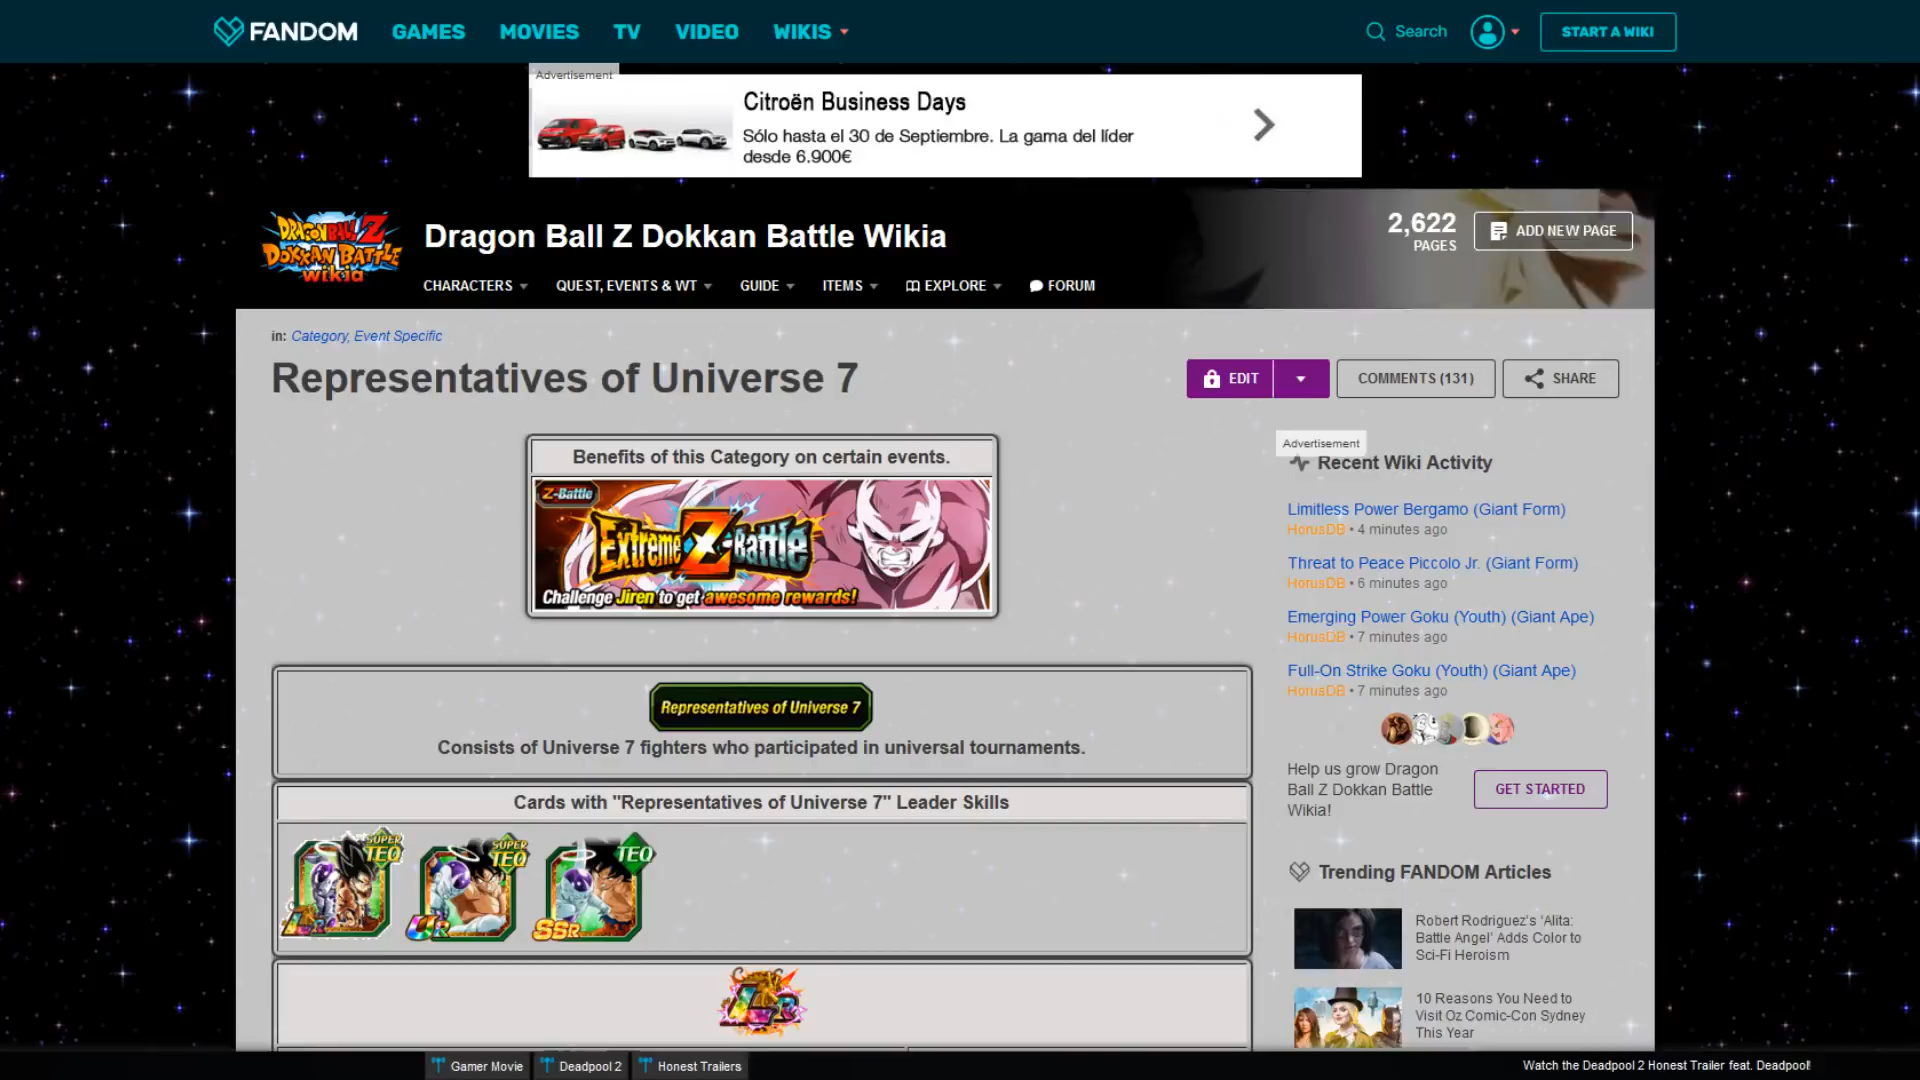 FANDOM
GAMES
MOVIES
TV
VIDEO
WIKIS
Search
START A WIKI
Advertisement
Citroën Business Days
Sólo hasta el 30 de Septiembre. La gama del líder
desde 6.900€
DRAGON BALL Z
DOKKAN BATTLE
wikia
Dragon Ball Z Dokkan Battle Wikia
2,622
PAGES
ADD NEW PAGE
CHARACTERS
QUEST, EVENTS & WT
GUIDE
ITEMS
EXPLORE
FORUM
in: Category, Event Specific
Representatives of Universe 7
EDIT
COMMENTS (131)
SHARE
Benefits of this Category on certain events.
Z-Battle
Extreme Z-Battle
Challenge Jiren to get awesome rewards!
Representatives of Universe 7
Consists of Universe 7 fighters who participated in universal tournaments.
Cards with "Representatives of Universe 7" Leader Skills
SUPER
TEQ
LR
SUPER
TEQ
UR
TEQ
SSR
LR
Advertisement
Recent Wiki Activity
Limitless Power Bergamo (Giant Form)
HorusDB • 4 minutes ago
Threat to Peace Piccolo Jr. (Giant Form)
HorusDB • 6 minutes ago
Emerging Power Goku (Youth) (Giant Ape)
HorusDB • 7 minutes ago
Full-On Strike Goku (Youth) (Giant Ape)
HorusDB • 7 minutes ago
Help us grow Dragon
Ball Z Dokkan Battle
Wikia!
GET STARTED
Trending FANDOM Articles
Robert Rodriguez's 'Alita:
Battle Angel' Adds Color to
Sci-Fi Heroism
10 Reasons You Need to
Visit Oz Comic-Con Sydney
This Year
Gamer Movie
Deadpool 2
Honest Trailers
Watch the Deadpool 2 Honest Trailer feat. Deadpool!